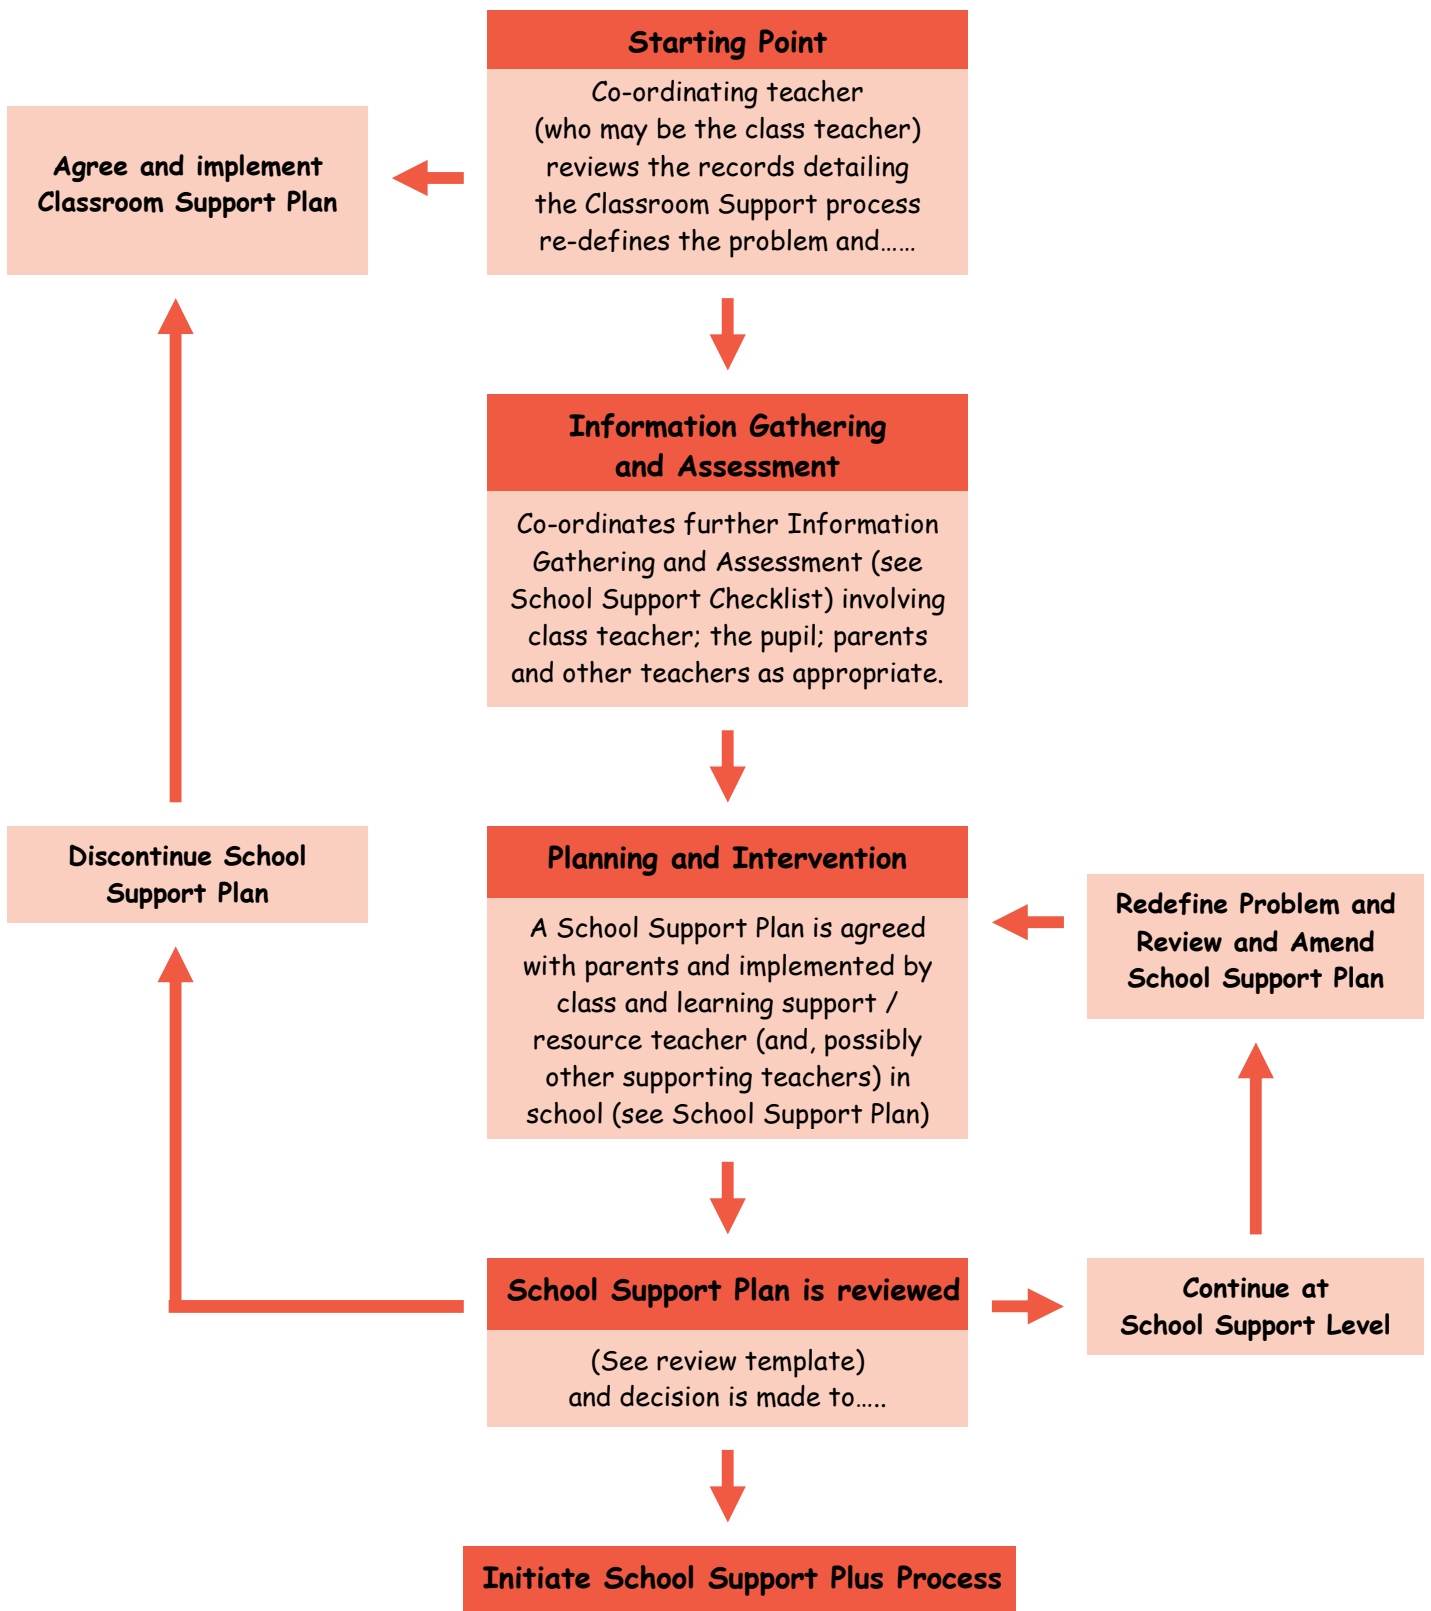 Starting Point
Co-ordinating teacher
(who may be the class teacher)
reviews the records detailing
the Classroom Support process
re-defines the problem and……
Agree and implement
Classroom Support Plan
Information Gathering
and Assessment
Co-ordinates further Information
Gathering and Assessment (see
School Support Checklist) involving
class teacher; the pupil; parents
and other teachers as appropriate.
Discontinue School
Support Plan
Planning and Intervention
A School Support Plan is agreed
with parents and implemented by
class and learning support /
resource teacher (and, possibly
other supporting teachers) in
school (see School Support Plan)
Redefine Problem and
Review and Amend
School Support Plan
School Support Plan is reviewed
(See review template)
and decision is made to…..
Continue at
School Support Level
Initiate School Support Plus Process